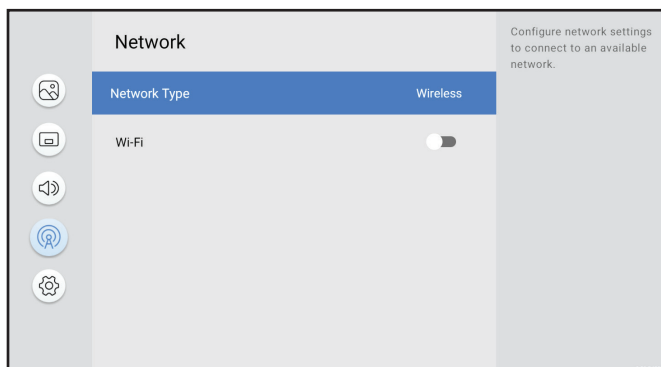 Network
Configure network settings
to connect to an available
network.
Network Type Wireless
Wi-Fi